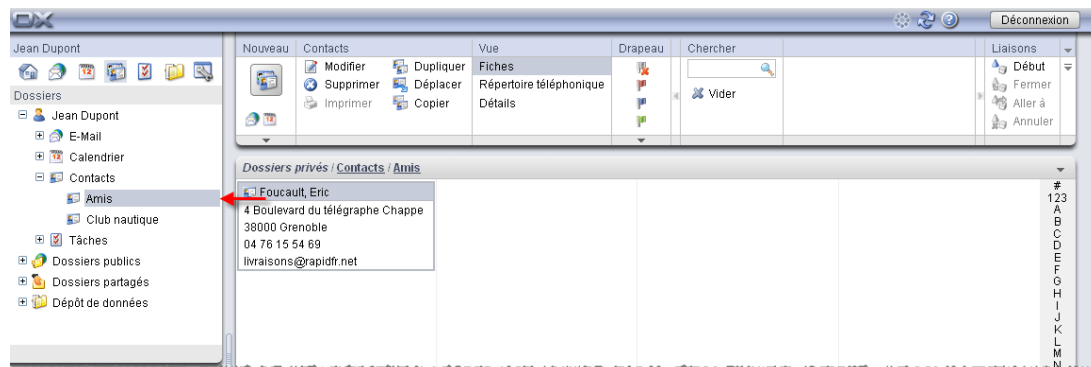 OX
Déconnexion
Jean Dupont
Dossiers
Jean Dupont
E-Mail
Calendrier
Contacts
Amis
Club nautique
Tâches
Dossiers publics
Dossiers partagés
Dépôt de données
Nouveau Contacts Vue Drapeau Chercher Liaisons
Modifier Dupliquer Fiches Début
Supprimer Déplacer Répertoire téléphonique Vider Fermer
Imprimer Copier Détails Aller à
Annuler
Dossiers privés / Contacts / Amis
Foucault, Eric
4 Boulevard du télégraphe Chappe
38000 Grenoble
04 76 15 54 69
livraisons@rapidfr.net
#
123
A
B
C
D
E
F
G
H
I
J
K
L
M
N